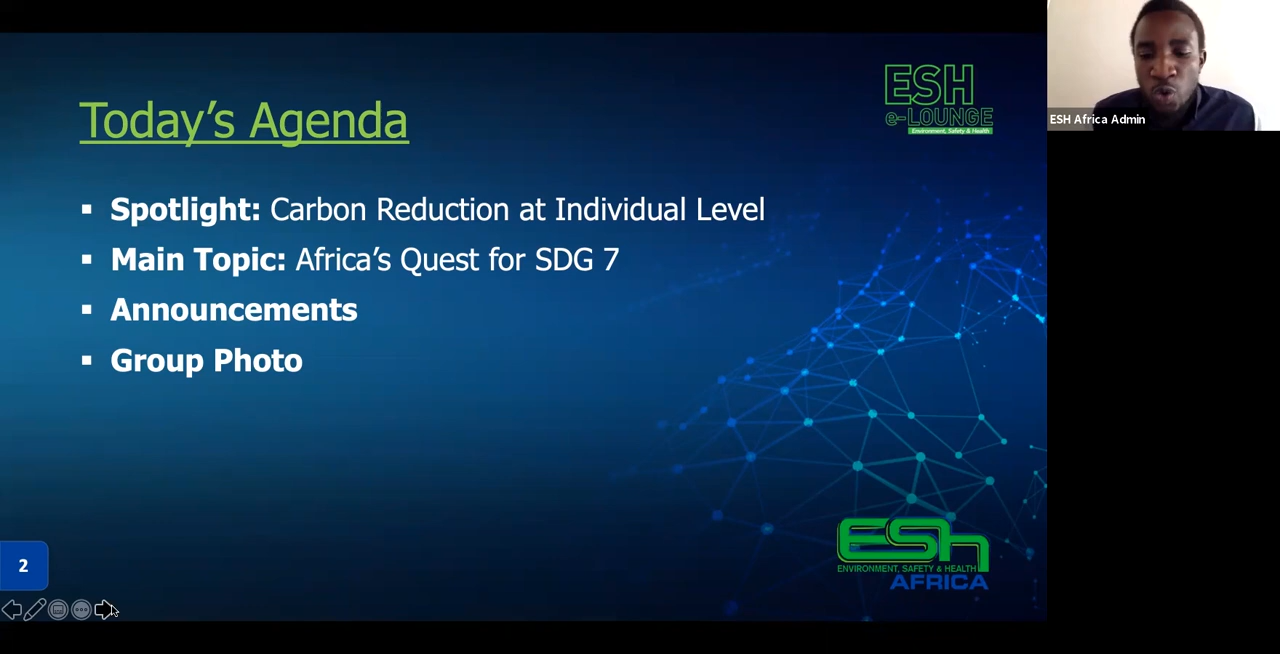 Today's Agenda
ESH
e-LOUNGE
Environment, Safety & Health
▪ Spotlight: Carbon Reduction at Individual Level
▪ Main Topic: Africa's Quest for SDG 7
▪ Announcements
▪ Group Photo
ESh
ENVIRONMENT, SAFETY & HEALTH
AFRICA
2
ESH Africa Admin